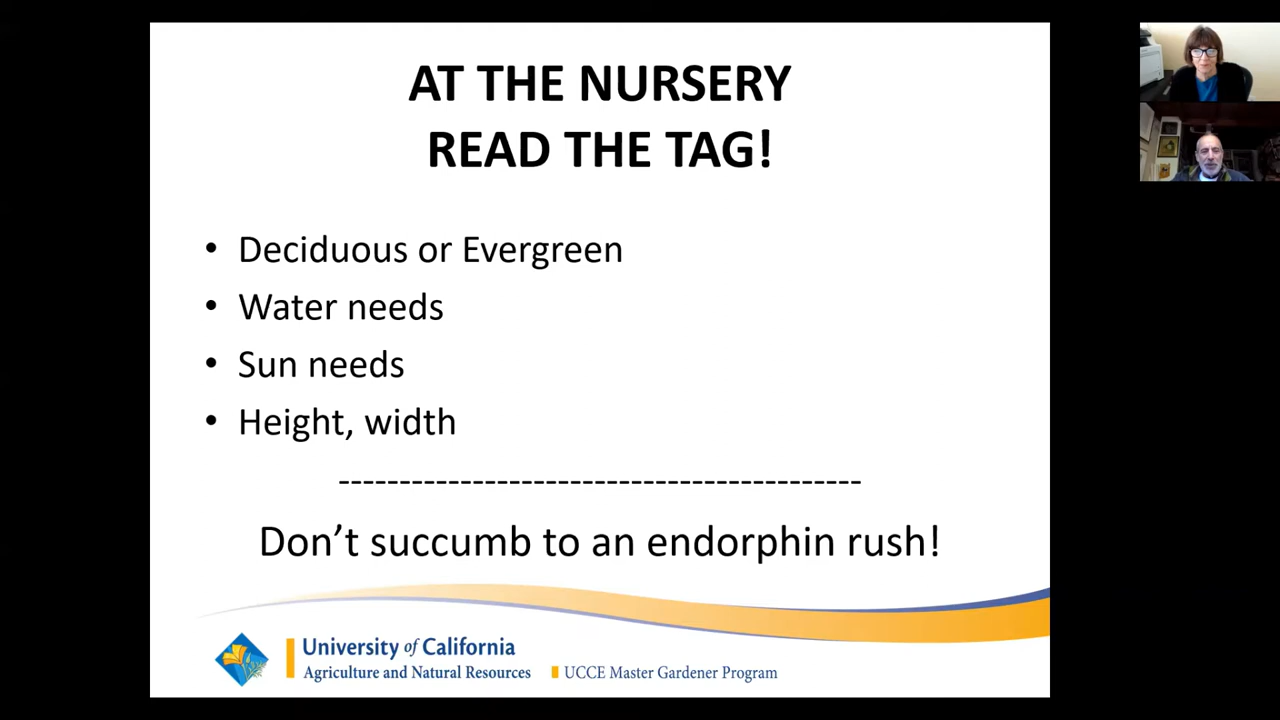 AT THE NURSERY
READ THE TAG!
• Deciduous or Evergreen
• Water needs
• Sun needs
• Height, width
-------------------------------------------
Don’t succumb to an endorphin rush!
University of California
Agriculture and Natural Resources
UCCE Master Gardener Program